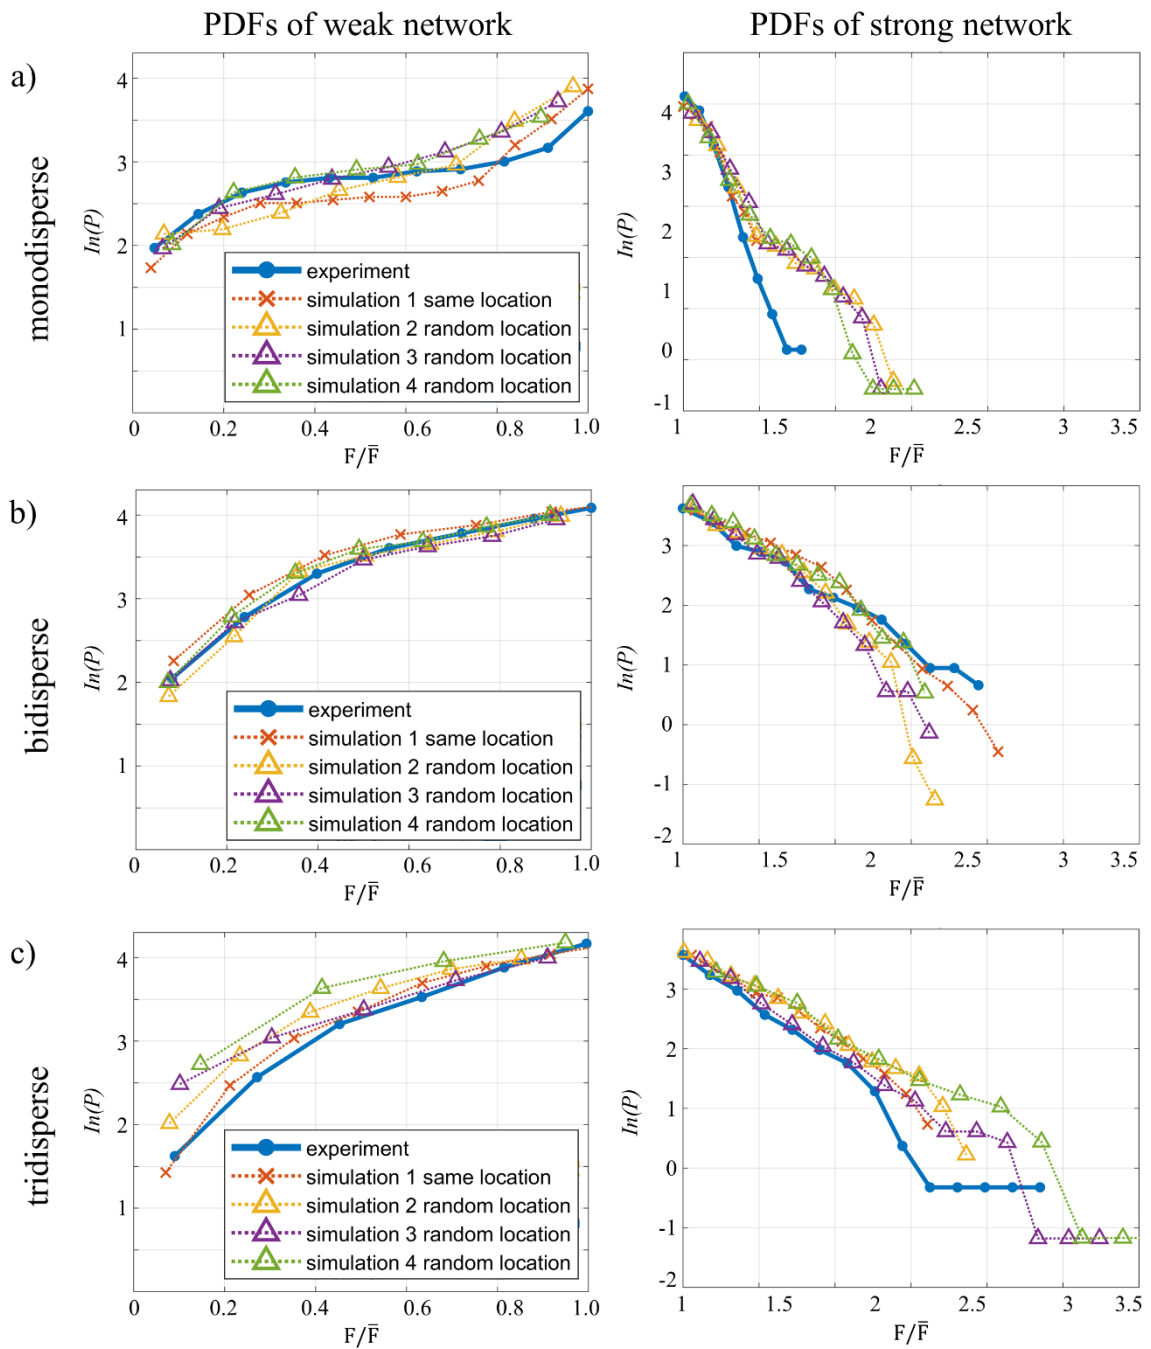 PDFs of weak network
PDFs of strong network
a)
monodisperse
ln(P)
4
3
2
1
experiment
simulation 1 same location
simulation 2 random location
simulation 3 random location
simulation 4 random location
0 0.2 0.4 0.6 0.8 1.0
F/F̅
ln(P)
4
3
2
1
0
-1
1 1.5 2 2.5 3 3.5
F/F̅
b)
bidisperse
ln(P)
4
3
2
1
experiment
simulation 1 same location
simulation 2 random location
simulation 3 random location
simulation 4 random location
0 0.2 0.4 0.6 0.8 1.0
F/F̅
ln(P)
3
2
1
0
-1
-2
1 1.5 2 2.5 3 3.5
F/F̅
c)
tridisperse
ln(P)
4
3
2
1
experiment
simulation 1 same location
simulation 2 random location
simulation 3 random location
simulation 4 random location
0 0.2 0.4 0.6 0.8 1.0
F/F̅
ln(P)
3
2
1
0
-1
-2
1 1.5 2 2.5 3 3.5
F/F̅